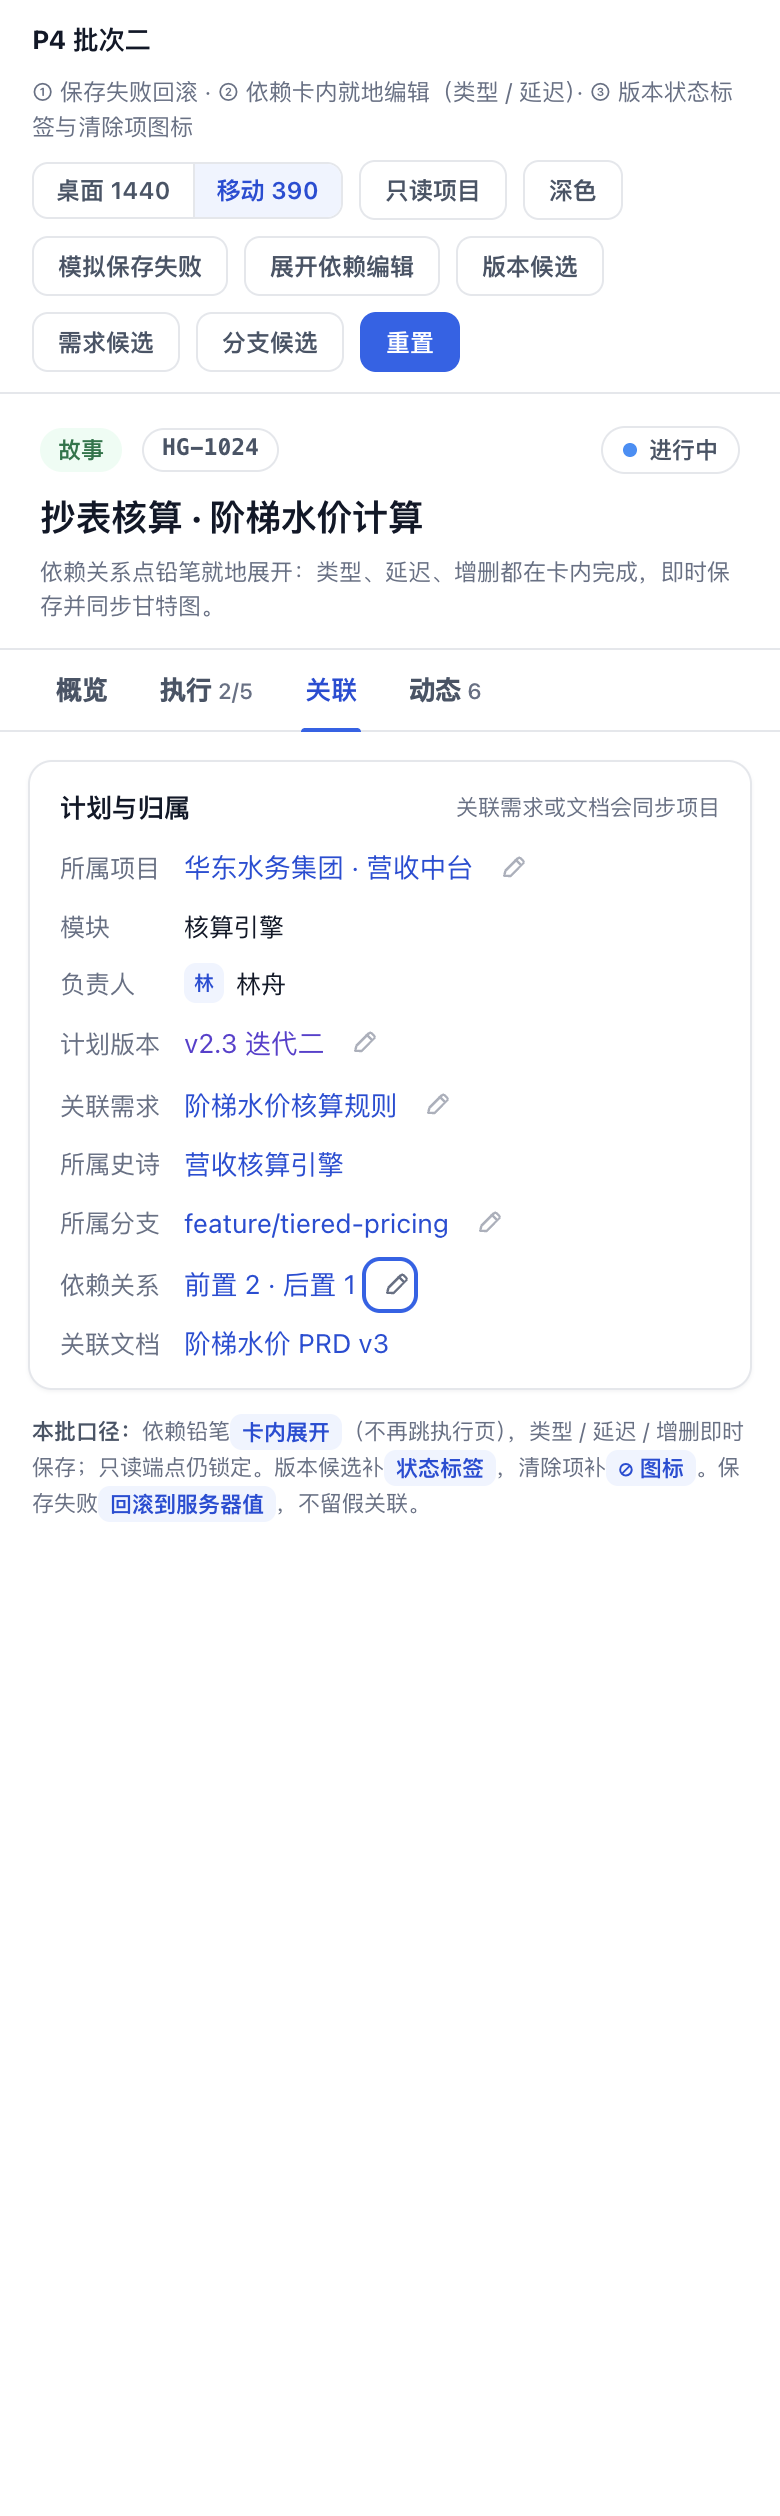 P4 批次二
① 保存失败回滚 · ② 依赖卡内就地编辑（类型 / 延迟）· ③ 版本状态标
签与清除项图标
桌面 1440 移动 390 只读项目 深色
模拟保存失败 展开依赖编辑 版本候选
需求候选 分支候选 重置
故事 HG-1024 进行中
抄表核算 · 阶梯水价计算
依赖关系点铅笔就地展开：类型、延迟、增删都在卡内完成，即时保
存并同步甘特图。
概览 执行 2/5 关联 动态 6
计划与归属 关联需求或文档会同步项目
所属项目 华东水务集团 · 营收中台
模块 核算引擎
负责人 林 林舟
计划版本 v2.3 迭代二
关联需求 阶梯水价核算规则
所属史诗 营收核算引擎
所属分支 feature/tiered-pricing
依赖关系 前置 2 · 后置 1
关联文档 阶梯水价 PRD v3
本批口径：依赖铅笔 卡内展开 （不再跳执行页），类型 / 延迟 / 增删即时
保存；只读端点仍锁定。版本候选补 状态标签 ，清除项补 ⊘ 图标 。保
存失败 回滚到服务器值 ，不留假关联。